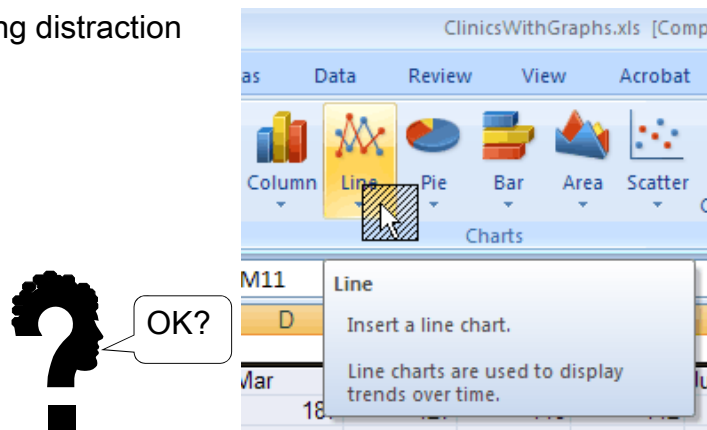 ng distraction
ClinicsWithGraphs.xls [Comp
as Data Review View Acrobat
Column Line Pie Bar Area Scatter
Charts
M11
Line
D
Insert a line chart.
OK?
Line charts are used to display
trends over time.
Mar
18